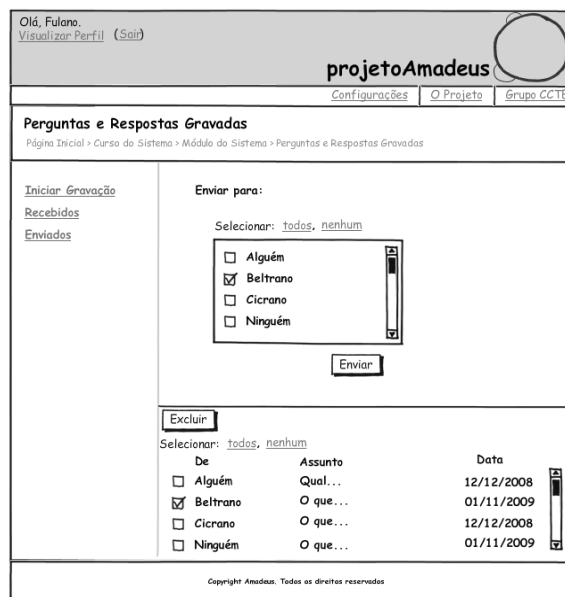 Olá, Fulano.
Visualizar Perfil (Sair)
projetoAmadeus
Configurações O Projeto Grupo CCTE
Perguntas e Respostas Gravadas
Página Inicial > Curso do Sistema > Módulo do Sistema > Perguntas e Respostas Gravadas
Iniciar Gravação
Recebidos
Enviados
Enviar para:
Selecionar: todos, nenhum
Alguém
Beltrano
Cicrano
Ninguém
Enviar
Excluir
Selecionar: todos, nenhum
De Assunto Data
Alguém Qual... 12/12/2008
Beltrano O que... 01/11/2009
Cicrano O que... 12/12/2008
Ninguém O que... 01/11/2009
Copyright Amadeus. Todos os direitos reservados